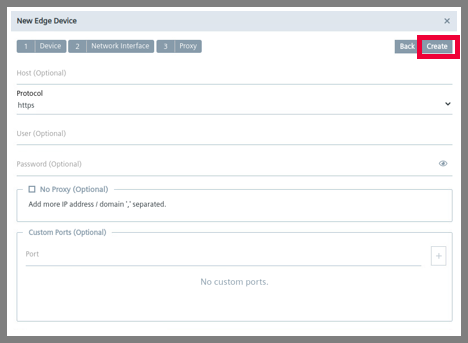 New Edge Device ×
1 Device 2 Network Interface 3 Proxy Back Create
Host (Optional)
Protocol
https
User (Optional)
Password (Optional)
No Proxy (Optional)
Add more IP address / domain ',' separated.
Custom Ports (Optional)
Port +
No custom ports.